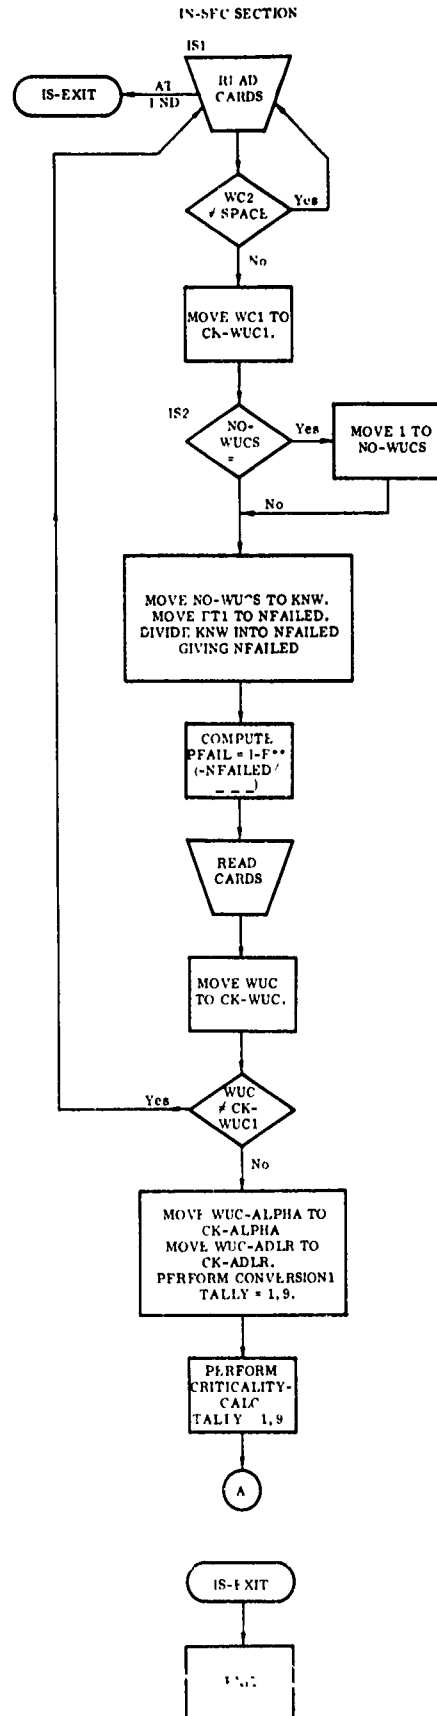 IN-SEC SECTION
IS1
READ
CARDS
AT
END
IS-EXIT
WC2
≠ SPACE
Yes
No
MOVE WC1 TO
CK-WUC1.
IS2
NO-
WUCS
=
Yes
MOVE 1 TO
NO-WUCS
No
MOVE NO-WUCS TO KNW.
MOVE FT1 TO NFAILED.
DIVIDE KNW INTO NFAILED
GIVING NFAILED
COMPUTE
PFAIL = 1-E**
(-NFAILED/
_ _ _)
READ
CARDS
MOVE WUC
TO CK-WUC.
WUC
≠ CK-
WUC1
Yes
No
MOVE WUC-ALPHA TO
CK-ALPHA
MOVE WUC-ADLR TO
CK-ADLR.
PERFORM CONVERSION1
TALLY = 1,9.
PERFORM
CRITICALITY-
CALC
TALLY 1,9
A
IS-EXIT